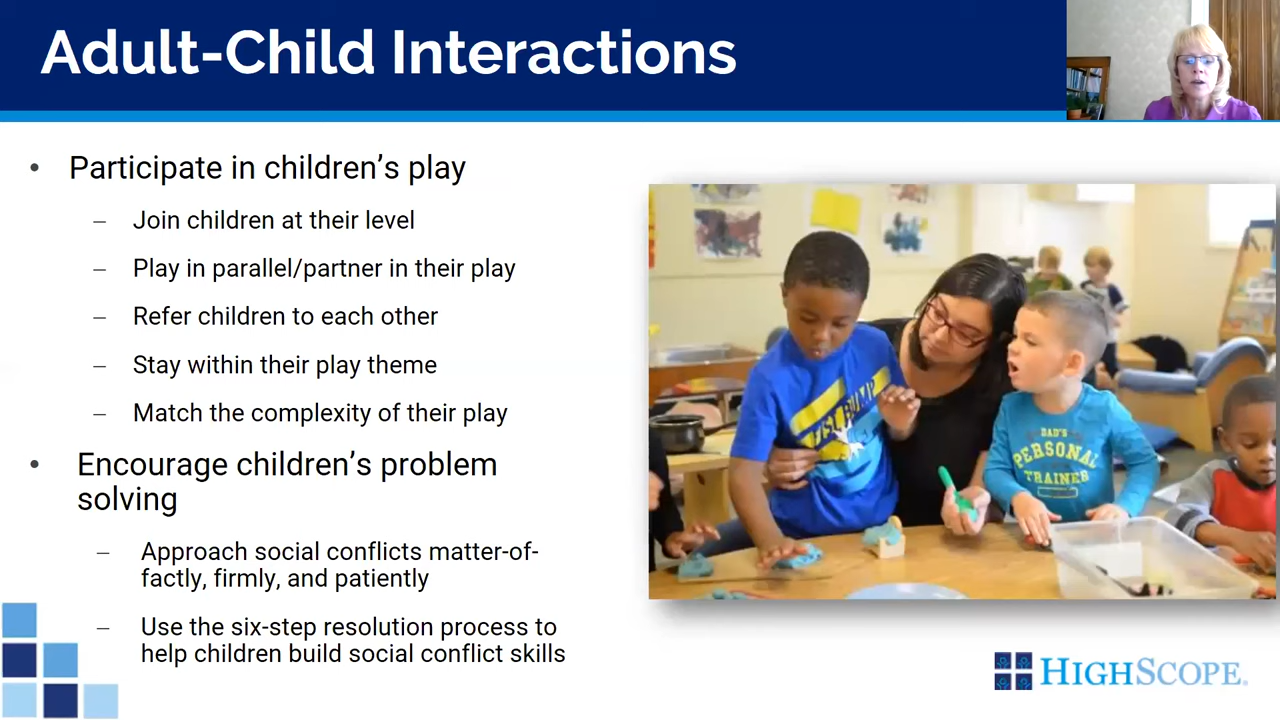 Adult-Child Interactions
• Participate in children’s play
– Join children at their level
– Play in parallel/partner in their play
– Refer children to each other
– Stay within their play theme
– Match the complexity of their play
• Encourage children’s problem
solving
– Approach social conflicts matter-of-
factly, firmly, and patiently
– Use the six-step resolution process to
help children build social conflict skills
DAD'S
PERSONAL
TRAINER
HIGHSCOPE®